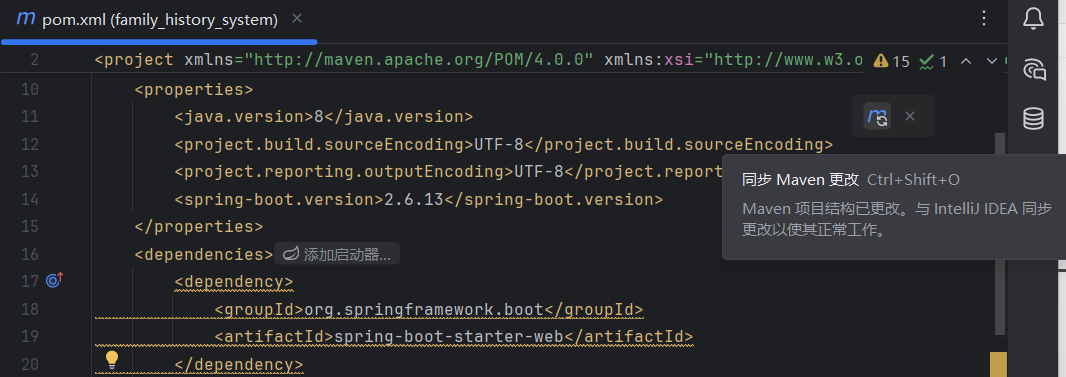 pom.xml (family_history_system)
2 <project xmlns="http://maven.apache.org/POM/4.0.0" xmlns:xsi="http://www.w3.o
15 1
10 <properties>
11 <java.version>8</java.version>
12 <project.build.sourceEncoding>UTF-8</project.build.sourceEncoding>
13 <project.reporting.outputEncoding>UTF-8</project.report
14 <spring-boot.version>2.6.13</spring-boot.version>
15 </properties>
16 <dependencies> 添加启动器...
17 <dependency>
18 <groupId>org.springframework.boot</groupId>
19 <artifactId>spring-boot-starter-web</artifactId>
20 </dependency>
同步 Maven 更改 Ctrl+Shift+O
Maven 项目结构已更改。与 IntelliJ IDEA 同步
更改以使其正常工作。